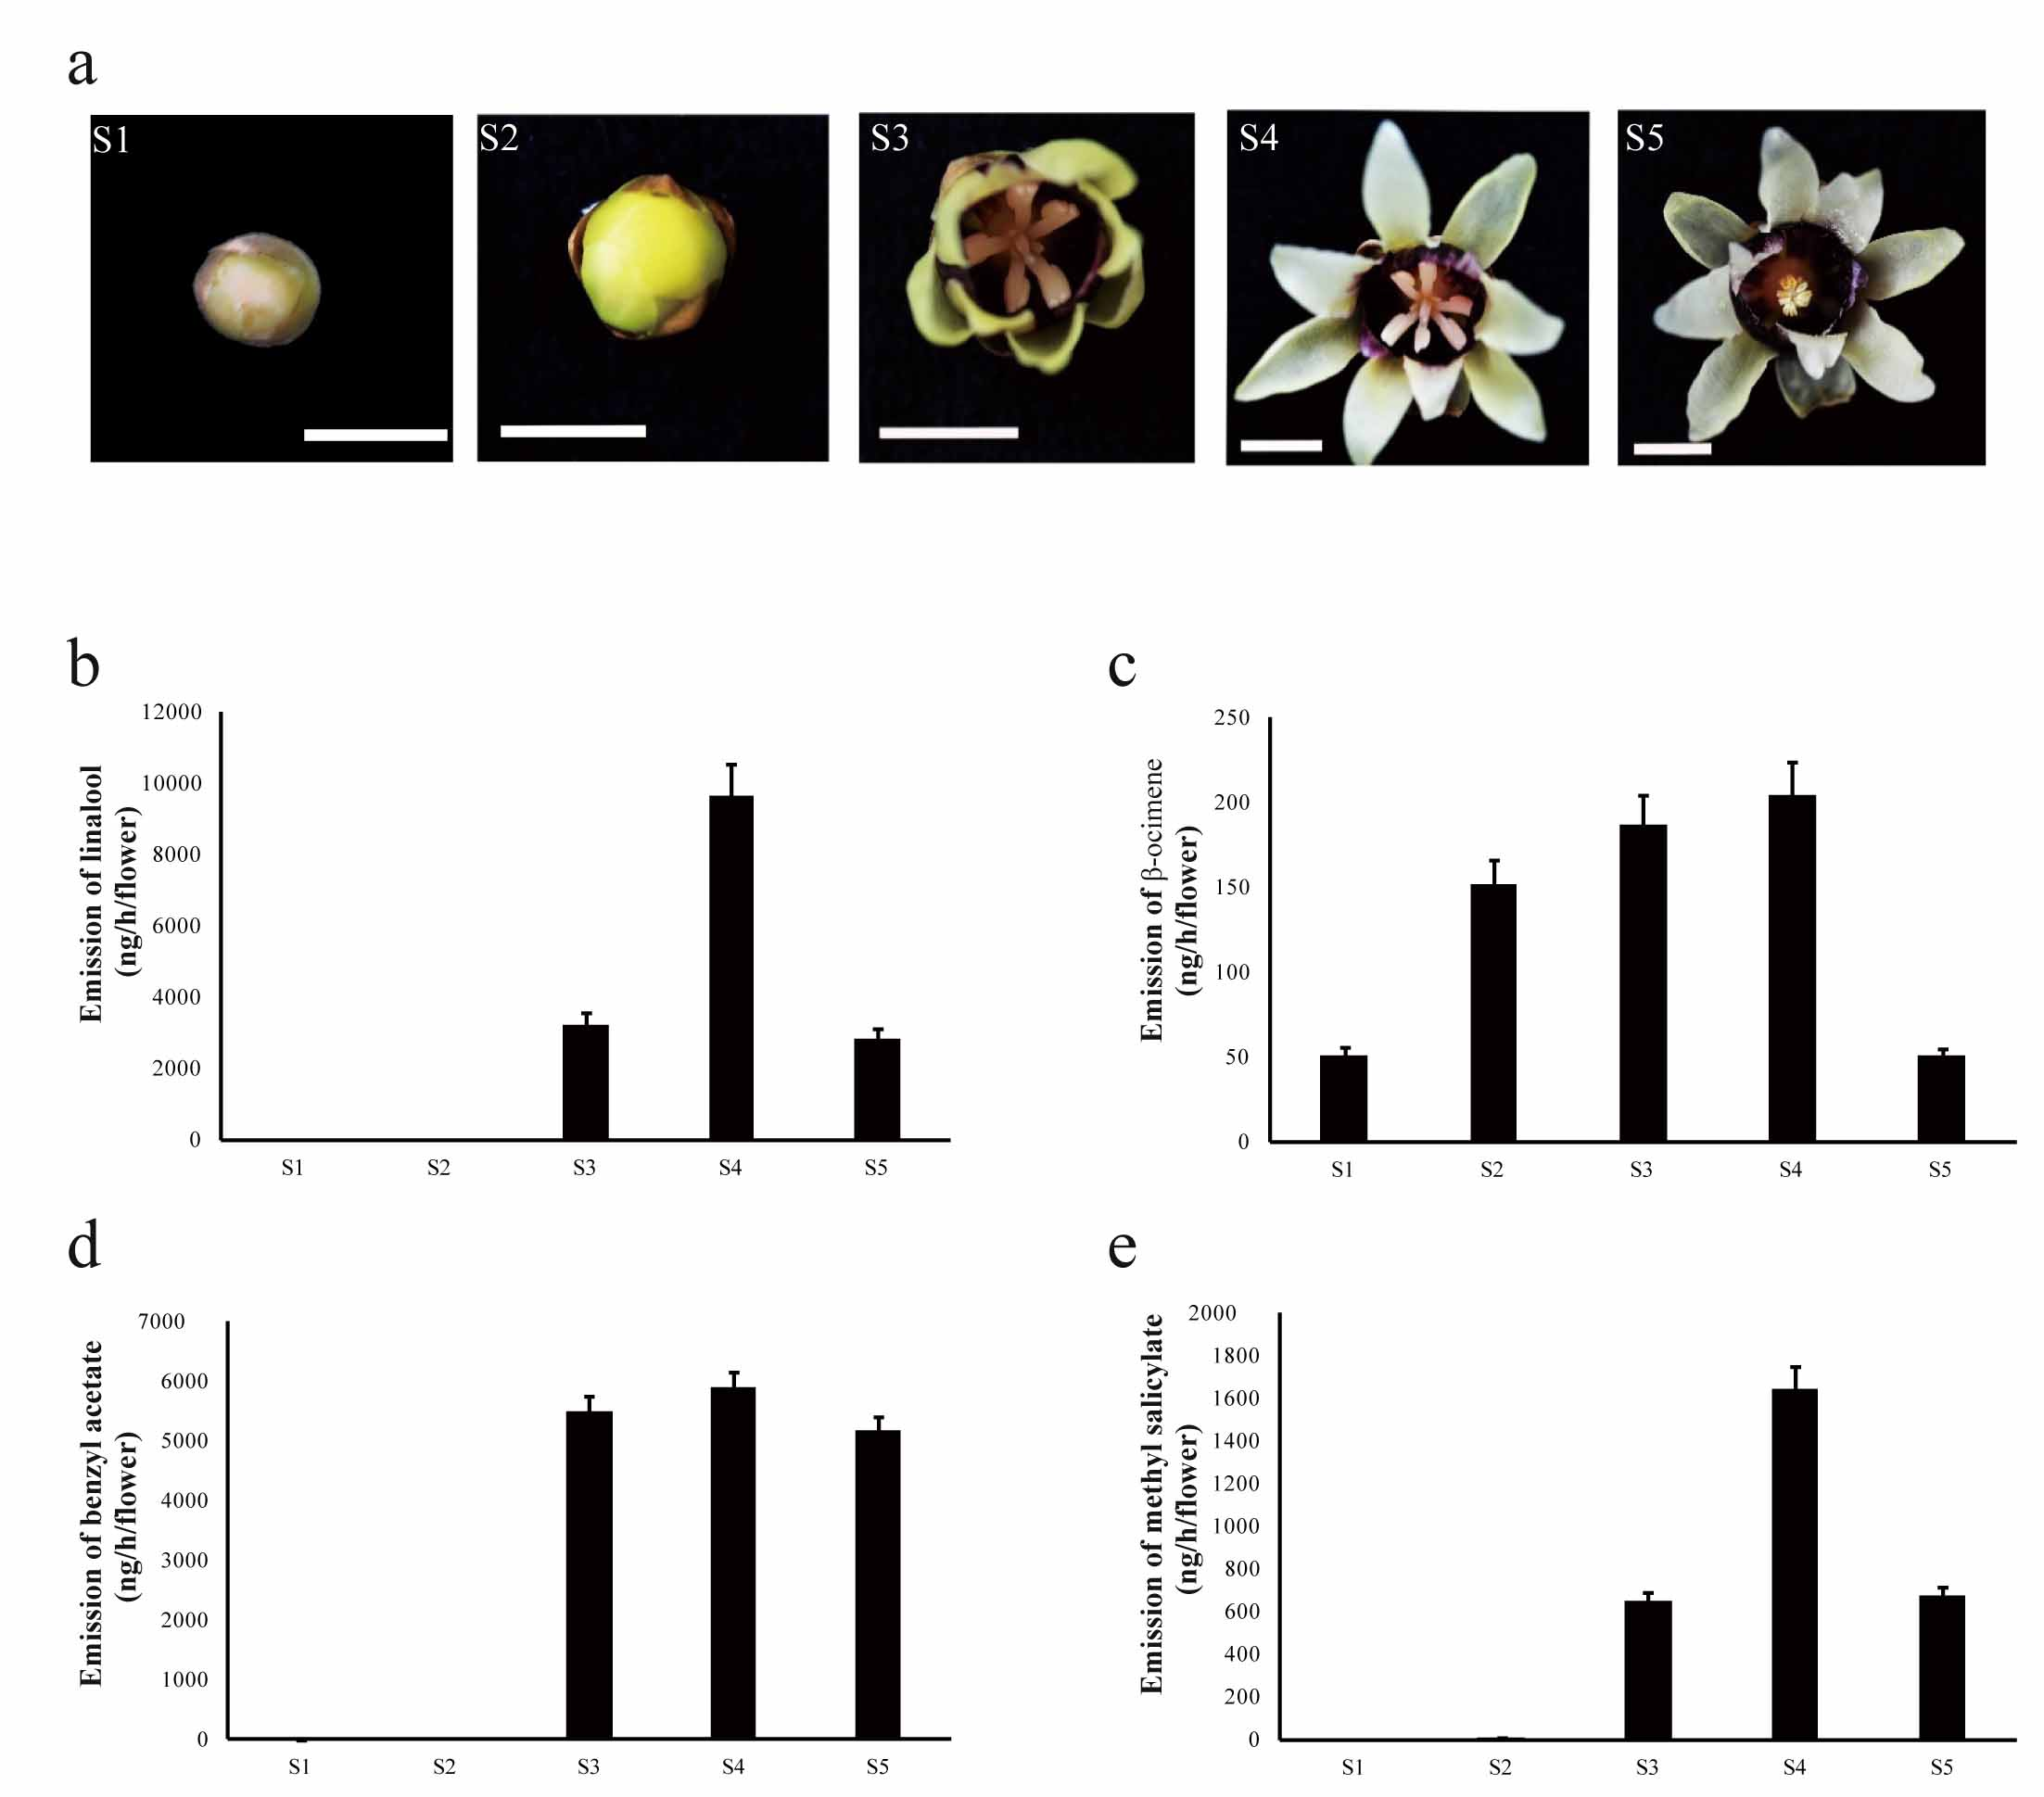 a
S1
S2
S3
S4
S5
b
Emission of linalool
(ng/h/flower)
12000
10000
8000
6000
4000
2000
0
S1
S2
S3
S4
S5
c
Emission of β-ocimene
(ng/h/flower)
250
200
150
100
50
0
S1
S2
S3
S4
S5
d
Emission of benzyl acetate
(ng/h/flower)
7000
6000
5000
4000
3000
2000
1000
0
S1
S2
S3
S4
S5
e
Emission of methyl salicylate
(ng/h/flower)
2000
1800
1600
1400
1200
1000
800
600
400
200
0
S1
S2
S3
S4
S5